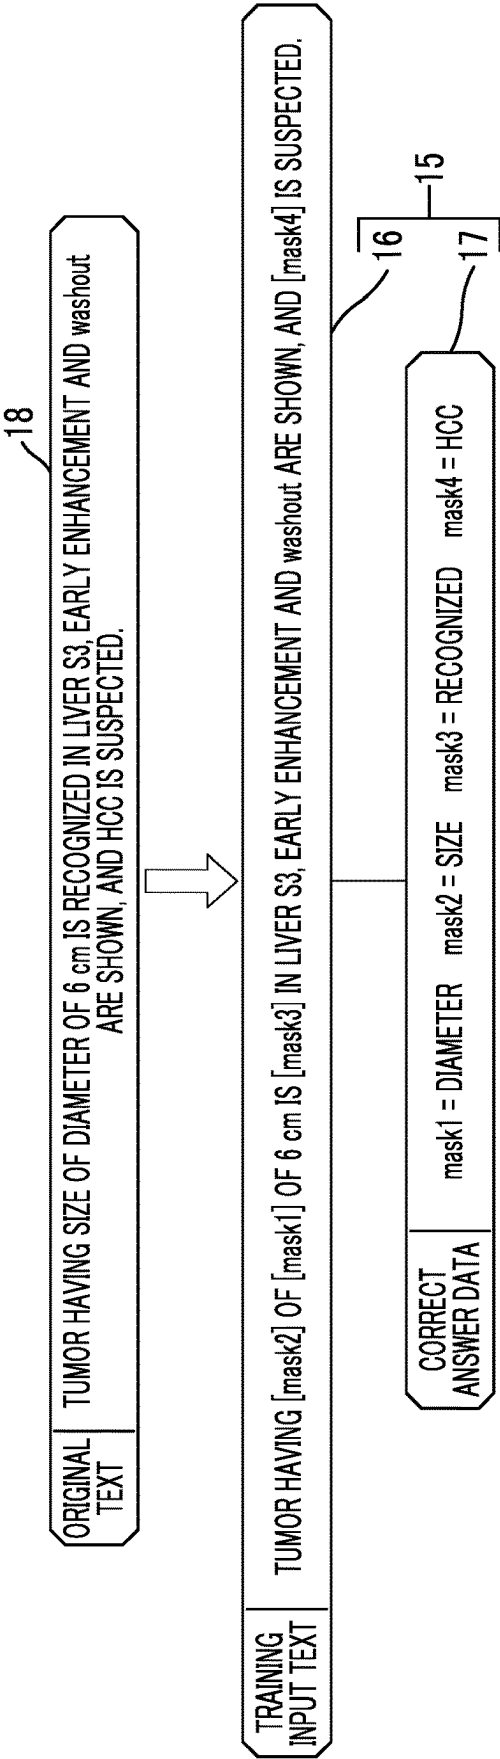 18
ORIGINAL
TEXT
TUMOR HAVING SIZE OF DIAMETER OF 6 cm IS RECOGNIZED IN LIVER S3, EARLY ENHANCEMENT AND washout
ARE SHOWN, AND HCC IS SUSPECTED.
TRAINING
INPUT TEXT
TUMOR HAVING [mask2] OF [mask1] OF 6 cm IS [mask3] IN LIVER S3, EARLY ENHANCEMENT AND washout ARE SHOWN, AND [mask4] IS SUSPECTED.
16
15
17
CORRECT
ANSWER DATA
mask1 = DIAMETER mask2 = SIZE mask3 = RECOGNIZED mask4 = HCC